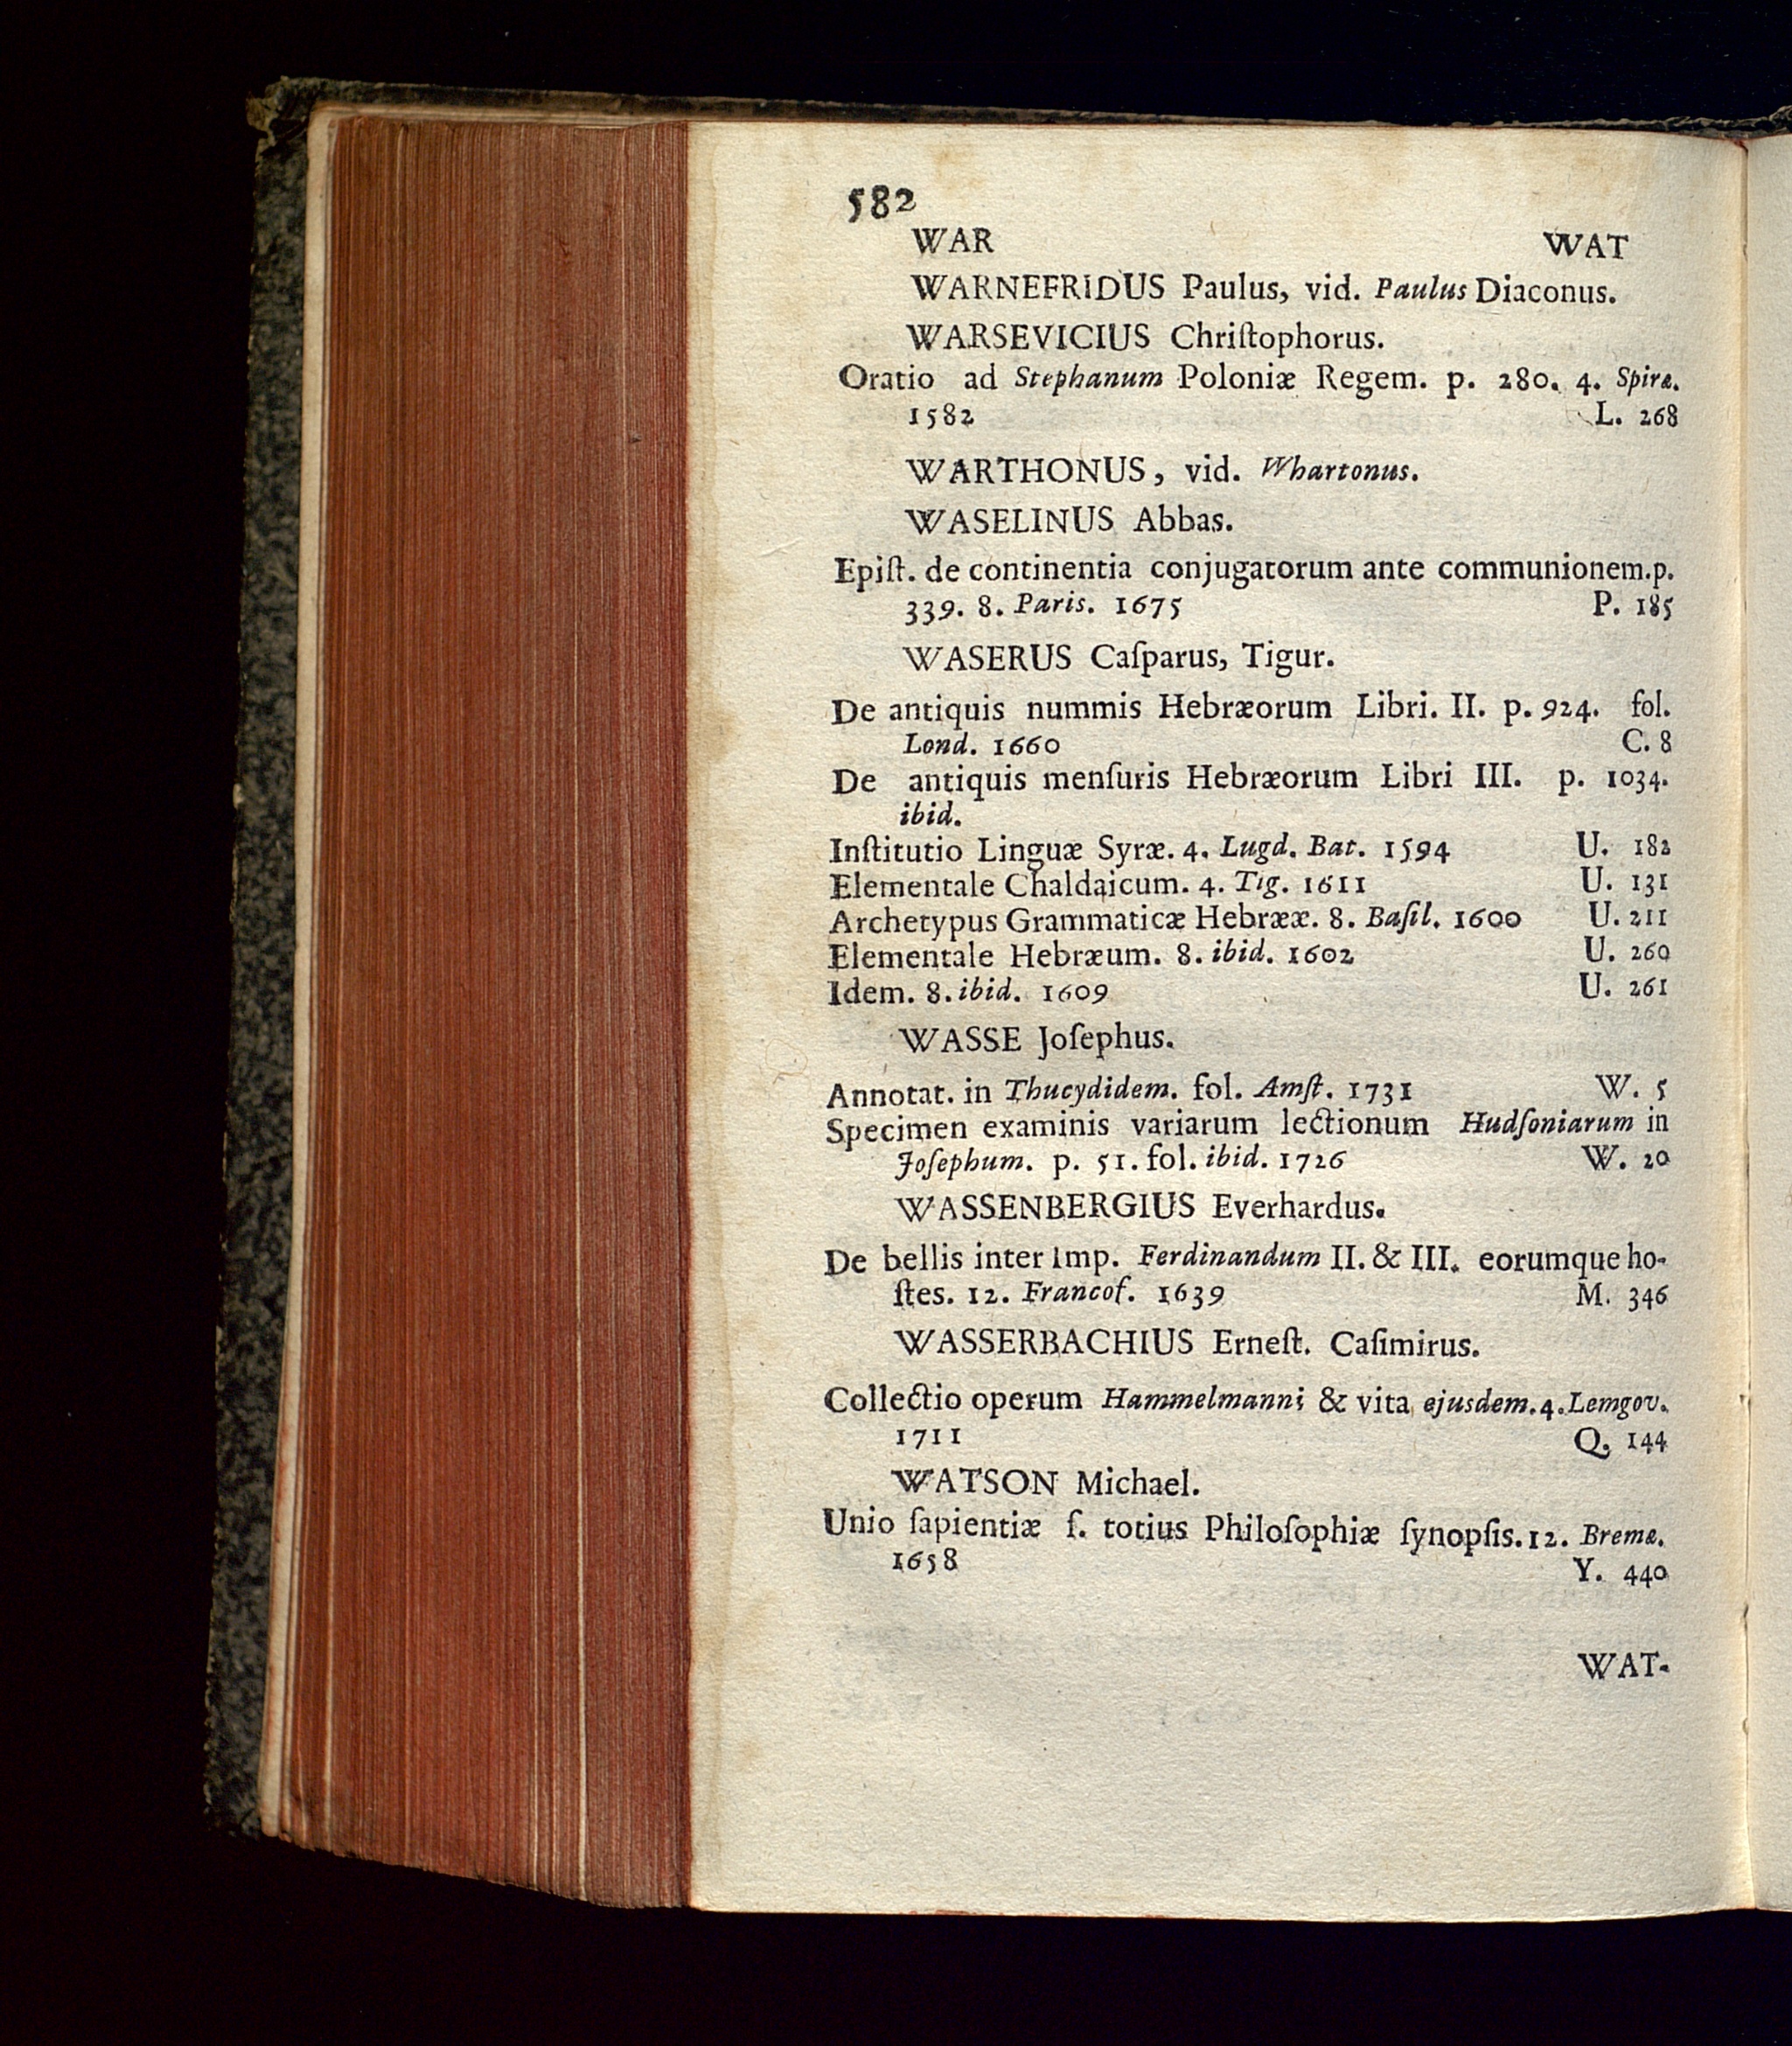 582
WAR WAT
WARNEFRIDUS Paulus, vid. Paulus Diaconus.
WARSEVICIUS Chriſtophorus.
Oratio ad Stephanum Poloniæ Regem. p. 280. 4. Spiræ.
1582 L. 268
WARTHONUS, vid. Whartonus.
WASELINUS Abbas.
Epiſt. de continentia conjugatorum ante communionem.p.
339. 8. Paris. 1675 P. 185
WASERUS Caſparus, Tigur.
De antiquis nummis Hebræorum Libri. II. p. 924. fol.
Lond. 1660 C. 8
De antiquis menſuris Hebræorum Libri III. p. 1034.
ibid.
Inſtitutio Linguæ Syræ. 4. Lugd. Bat. 1594 U. 182
Elementale Chaldaicum. 4. Tig. 1611 U. 131
Archetypus Grammaticæ Hebrææ. 8. Baſil. 1600 U. 211
Elementale Hebræum. 8. ibid. 1602 U. 260
Idem. 8. ibid. 1609 U. 261
WASSE Joſephus.
Annotat. in Thucydidem. fol. Amſt. 1731 W. 5
Specimen examinis variarum lectionum Hudſoniarum in
Joſephum. p. 51. fol. ibid. 1726 W. 20
WASSENBERGIUS Everhardus.
De bellis inter Imp. Ferdinandum II. & III. eorumque ho-
ſtes. 12. Francof. 1639 M. 346
WASSERBACHIUS Erneſt. Caſimirus.
Collectio operum Hammelmanni & vita ejusdem. 4. Lemgov.
1711 Q. 144
WATSON Michael.
Unio ſapientiæ ſ. totius Philoſophiæ ſynopſis. 12. Bremæ.
1658 Y. 440
WAT-